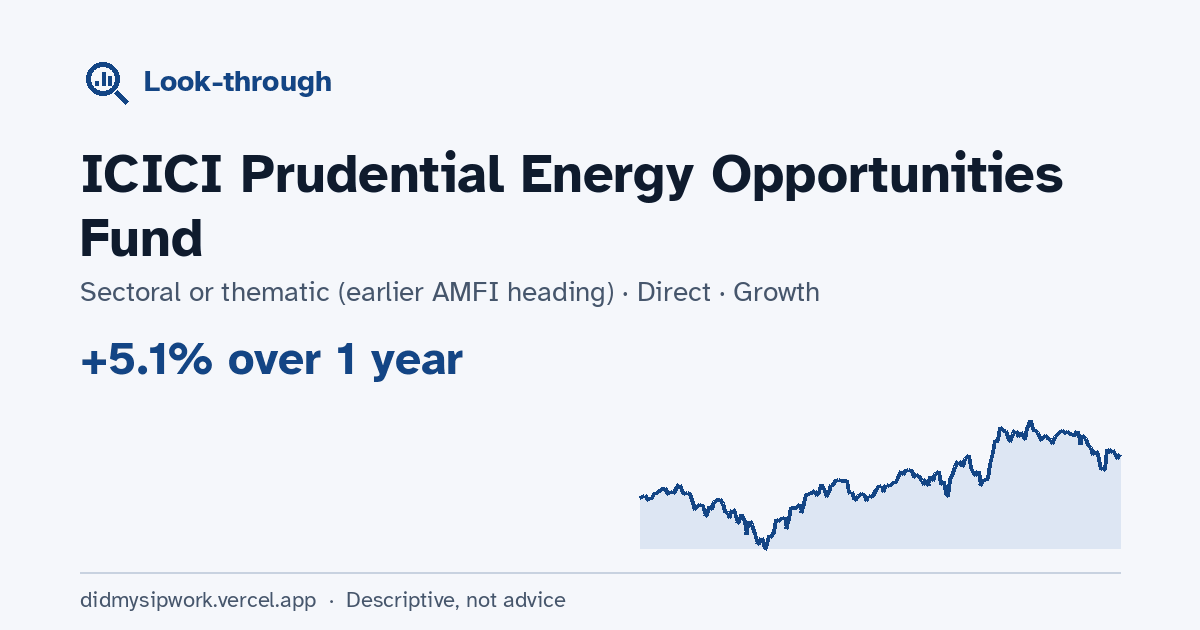 Look-through
ICICI Prudential Energy Opportunities
Fund
Sectoral or thematic (earlier AMFI heading) · Direct · Growth
+5.1% over 1 year
didmysipwork.vercel.app · Descriptive, not advice